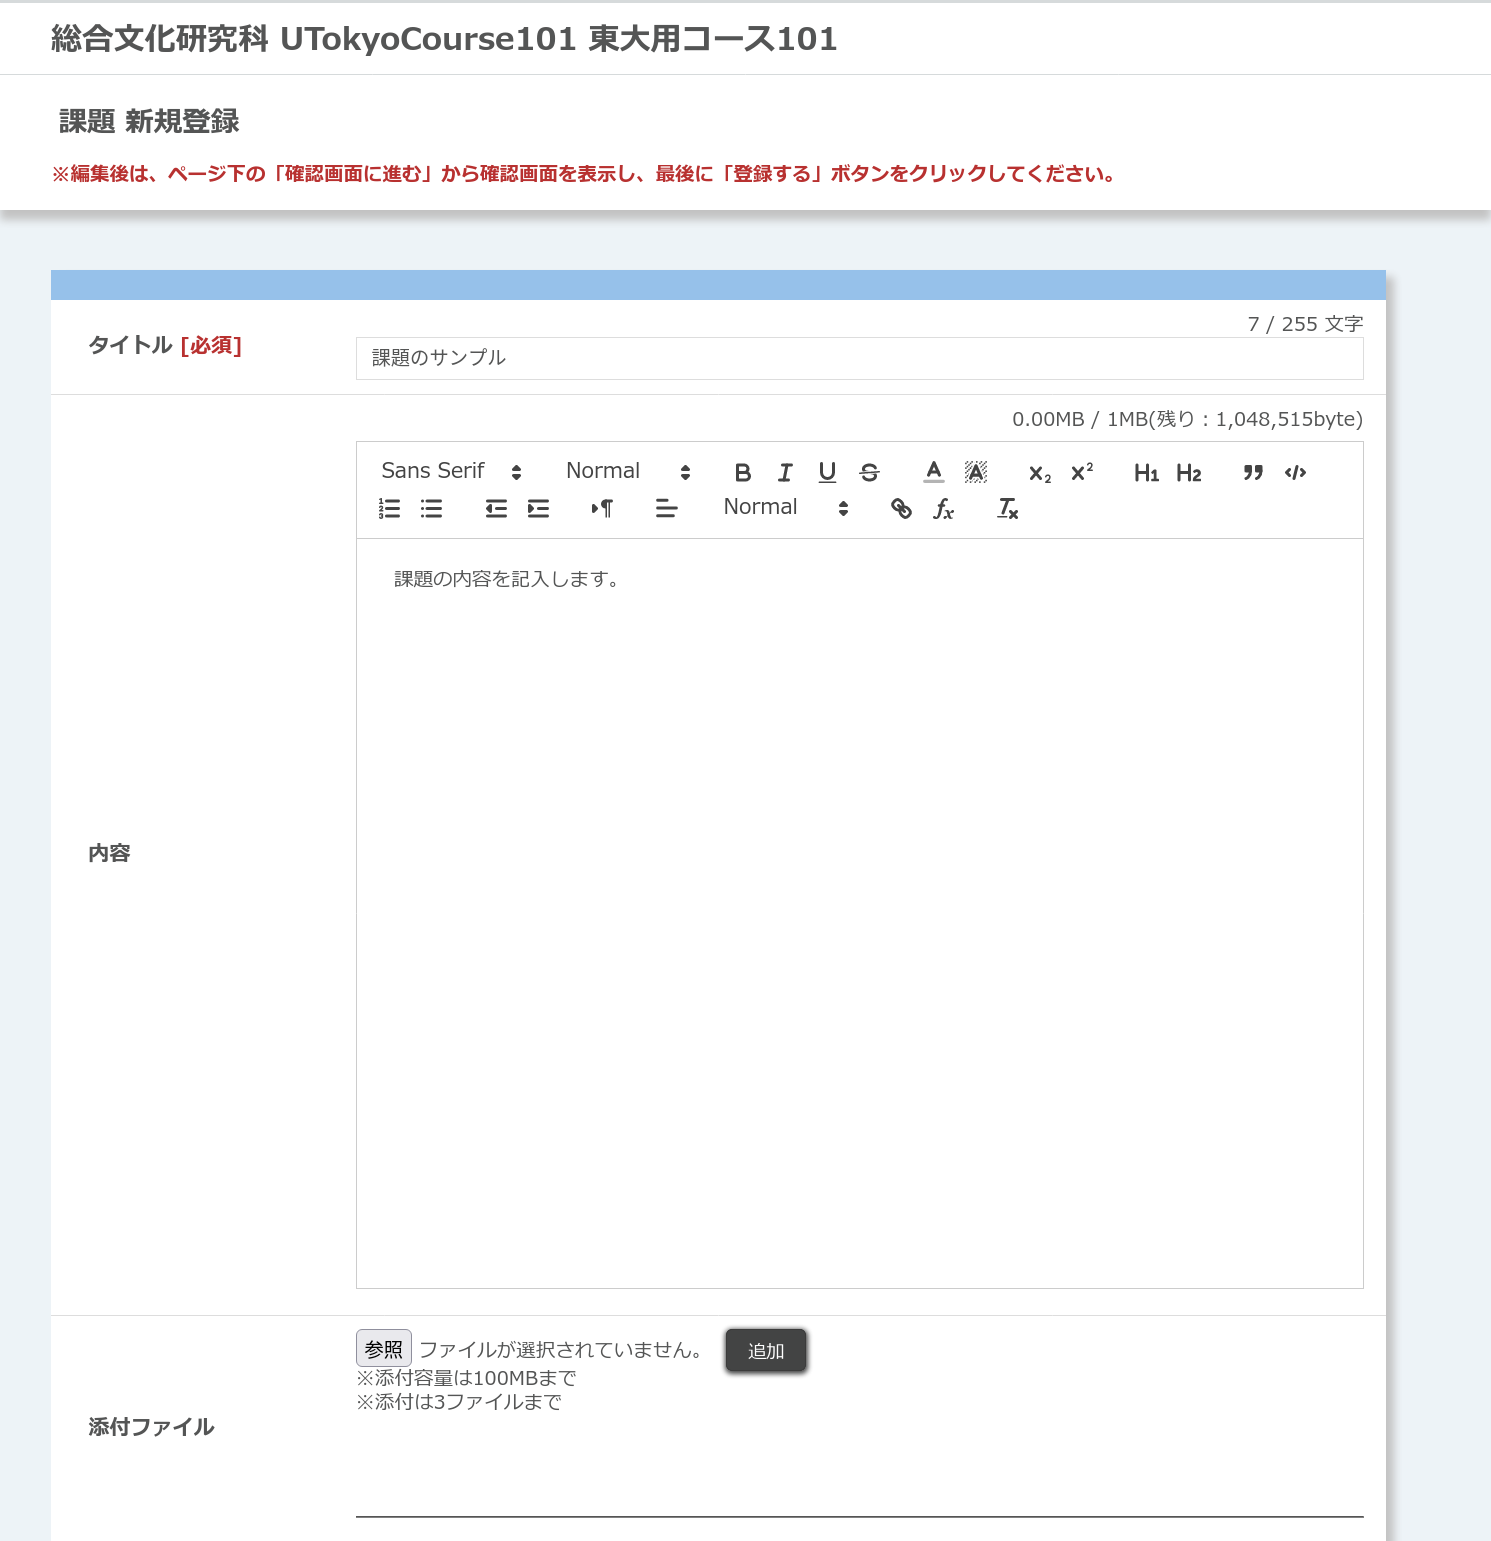 総合文化研究科 UTokyoCourse101 東大用コース101
課題 新規登録
※編集後は、ページ下の「確認画面に進む」から確認画面を表示し、最後に「登録する」ボタンをクリックしてください。
タイトル [必須]
7 / 255 文字
課題のサンプル
0.00MB / 1MB(残り : 1,048,515byte)
Sans Serif Normal B I U S A A x₂ x² H1 H2 ” </>
Normal fx Tx
課題の内容を記入します。
内容
参照 ファイルが選択されていません。 追加
※添付容量は100MBまで
※添付は3ファイルまで
添付ファイル